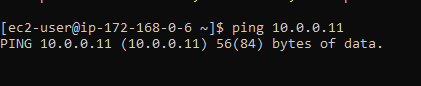 [ec2-user@ip-172-168-0-6 ~]$ ping 10.0.0.11
PING 10.0.0.11 (10.0.0.11) 56(84) bytes of data.